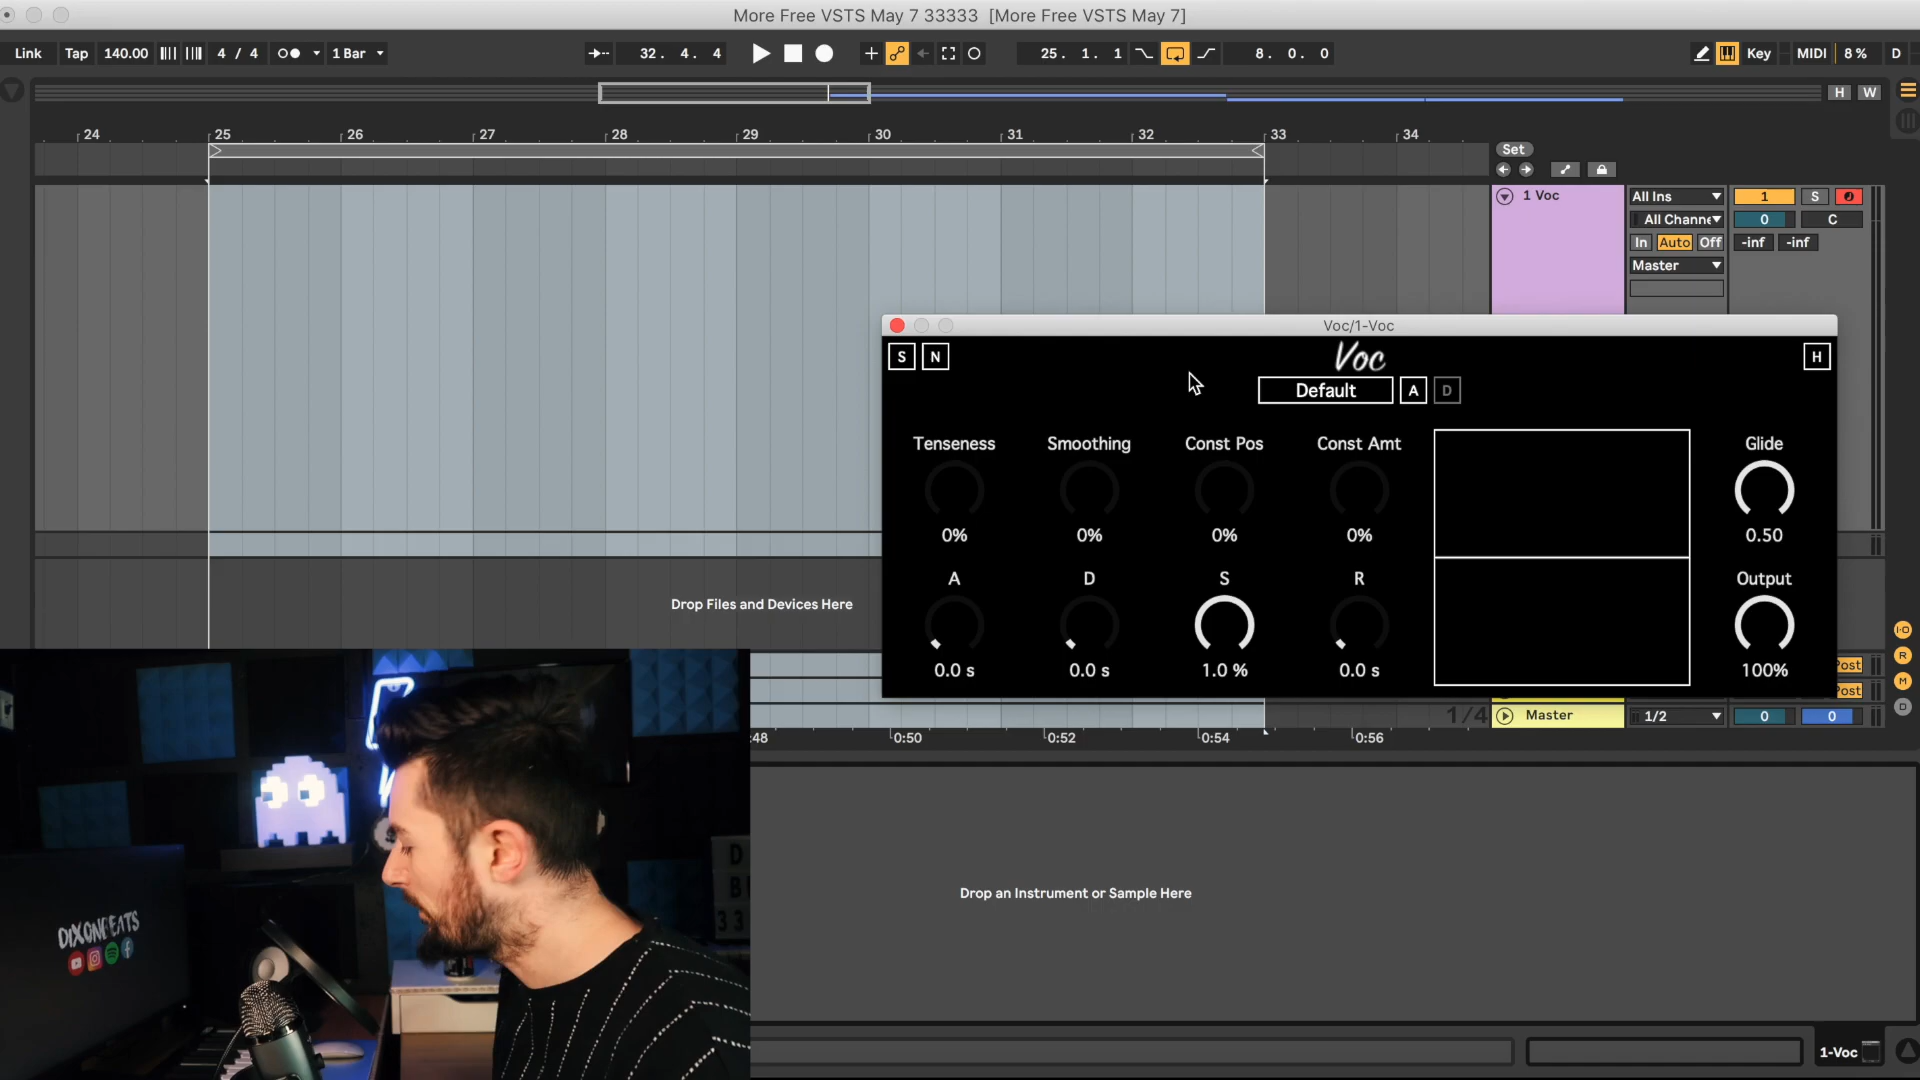 More Free VSTS May 7 33333 [More Free VSTS May 7]
Link Tap 140.00 4 / 4 1 Bar 32. 4. 4 25. 1. 1 8. 0. 0 Key MIDI 8 % D
H W
24 25 26 27 28 29 30 31 32 33 34
Set
1 Voc All Ins 1 S
All Channe 0 C
In Auto Off -inf -inf
Master
Voc/1-Voc
S N Voc H
Default A D
Tenseness Smoothing Const Pos Const Amt Glide
0% 0% 0% 0% 0.50
A D S R Output
0.0 s 0.0 s 1.0 % 0.0 s 100%
Drop Files and Devices Here
I·O
R
M
D
Post
Post
1/4 Master 1/2 0 0
:48 0:50 0:52 0:54 0:56
Drop an Instrument or Sample Here
DIXONBEATS
D
B
33
1-Voc